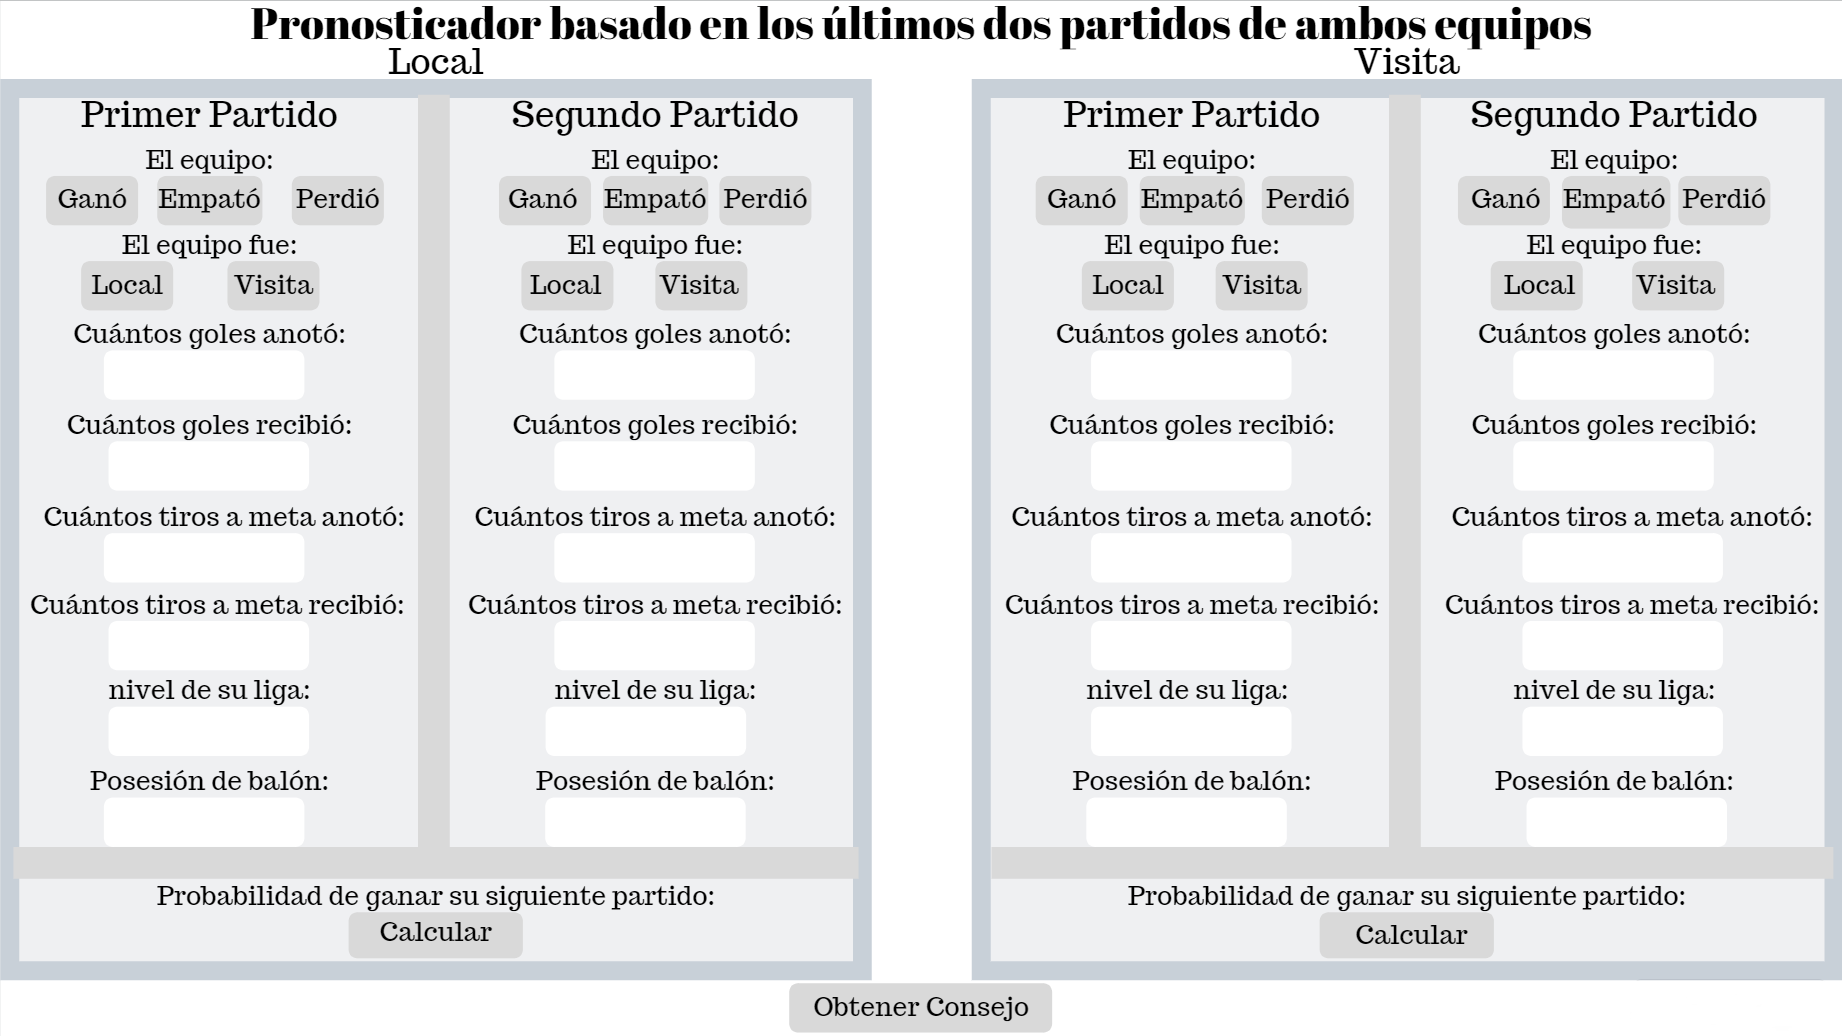 Pronosticador basado en los últimos dos partidos de ambos equipos
Local
Primer Partido
El equipo:
Ganó Empató Perdió
El equipo fue:
Local Visita
Cuántos goles anotó:
Cuántos goles recibió:
Cuántos tiros a meta anotó:
Cuántos tiros a meta recibió:
nivel de su liga:
Posesión de balón:
Segundo Partido
El equipo:
Ganó Empató Perdió
El equipo fue:
Local Visita
Cuántos goles anotó:
Cuántos goles recibió:
Cuántos tiros a meta anotó:
Cuántos tiros a meta recibió:
nivel de su liga:
Posesión de balón:
Probabilidad de ganar su siguiente partido:
Calcular
Visita
Primer Partido
El equipo:
Ganó Empató Perdió
El equipo fue:
Local Visita
Cuántos goles anotó:
Cuántos goles recibió:
Cuántos tiros a meta anotó:
Cuántos tiros a meta recibió:
nivel de su liga:
Posesión de balón:
Segundo Partido
El equipo:
Ganó Empató Perdió
El equipo fue:
Local Visita
Cuántos goles anotó:
Cuántos goles recibió:
Cuántos tiros a meta anotó:
Cuántos tiros a meta recibió:
nivel de su liga:
Posesión de balón:
Probabilidad de ganar su siguiente partido:
Calcular
Obtener Consejo